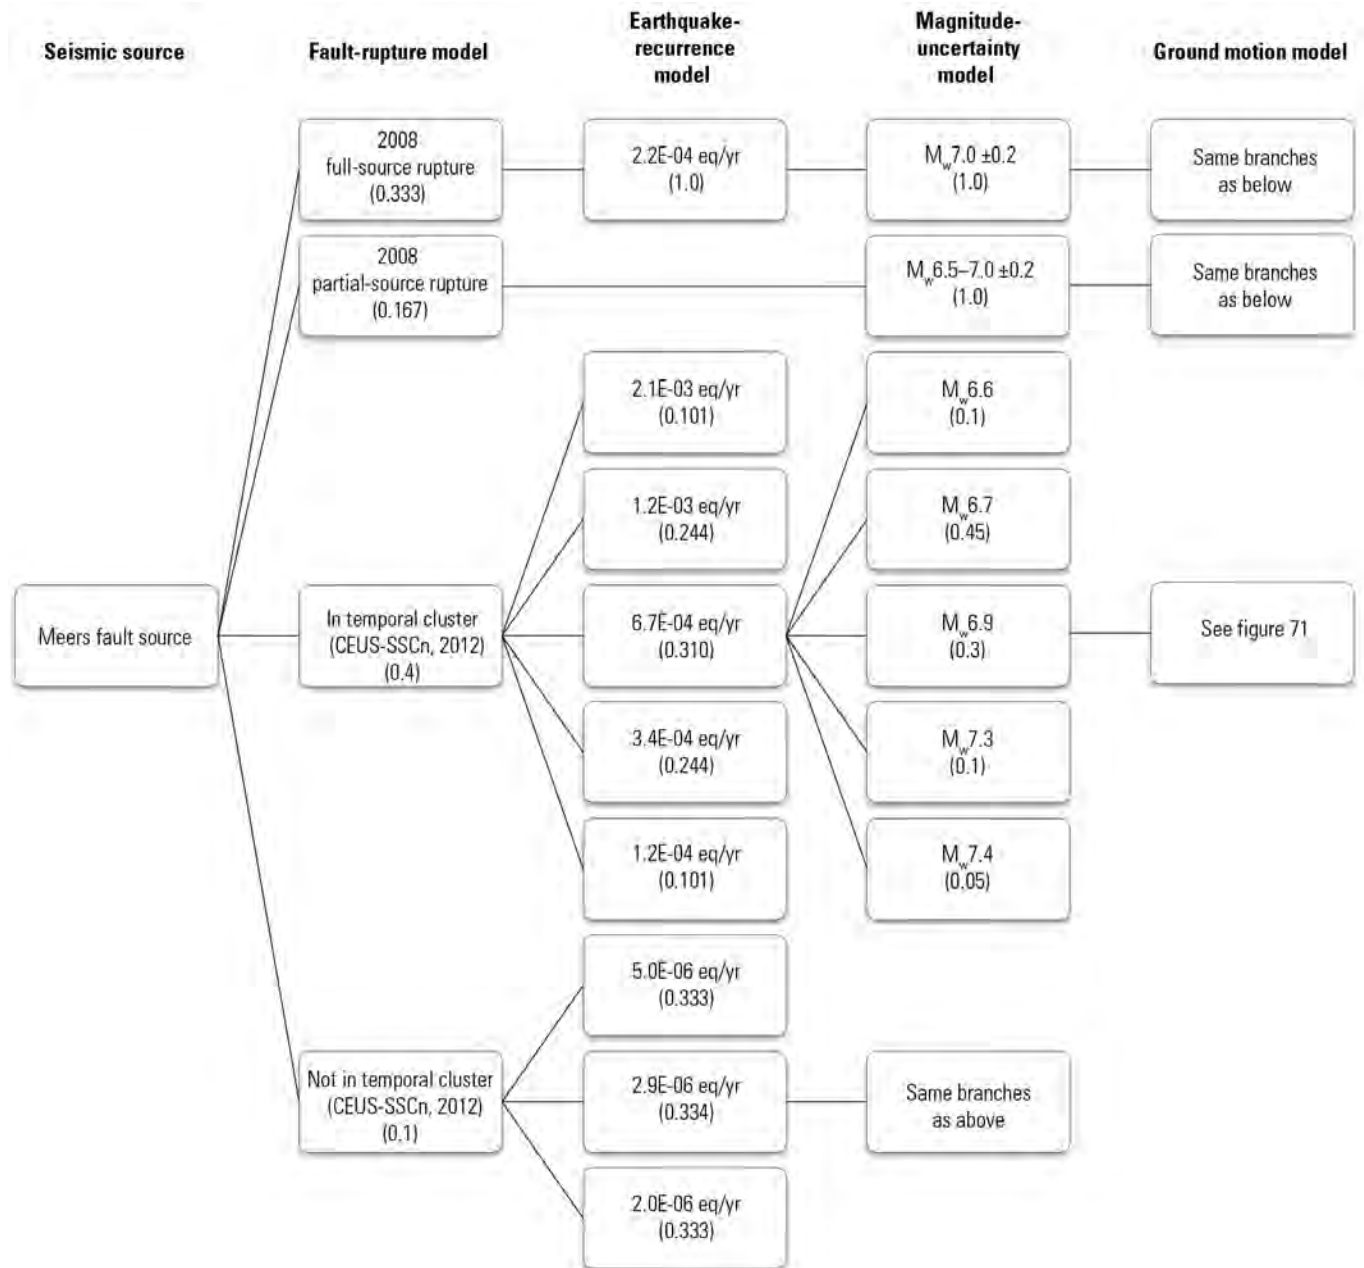 Seismic source
Fault-rupture model
Earthquake-
recurrence
model
Magnitude-
uncertainty
model
Ground motion model
2008
full-source rupture
(0.333)
2.2E-04 eq/yr
(1.0)
Mw7.0 ±0.2
(1.0)
Same branches
as below
2008
partial-source rupture
(0.167)
Mw6.5–7.0 ±0.2
(1.0)
Same branches
as below
2.1E-03 eq/yr
(0.101)
Mw6.6
(0.1)
1.2E-03 eq/yr
(0.244)
Mw6.7
(0.45)
Meers fault source
In temporal cluster
(CEUS-SSCn, 2012)
(0.4)
6.7E-04 eq/yr
(0.310)
Mw6.9
(0.3)
See figure 71
3.4E-04 eq/yr
(0.244)
Mw7.3
(0.1)
1.2E-04 eq/yr
(0.101)
Mw7.4
(0.05)
5.0E-06 eq/yr
(0.333)
Not in temporal cluster
(CEUS-SSCn, 2012)
(0.1)
2.9E-06 eq/yr
(0.334)
Same branches
as above
2.0E-06 eq/yr
(0.333)